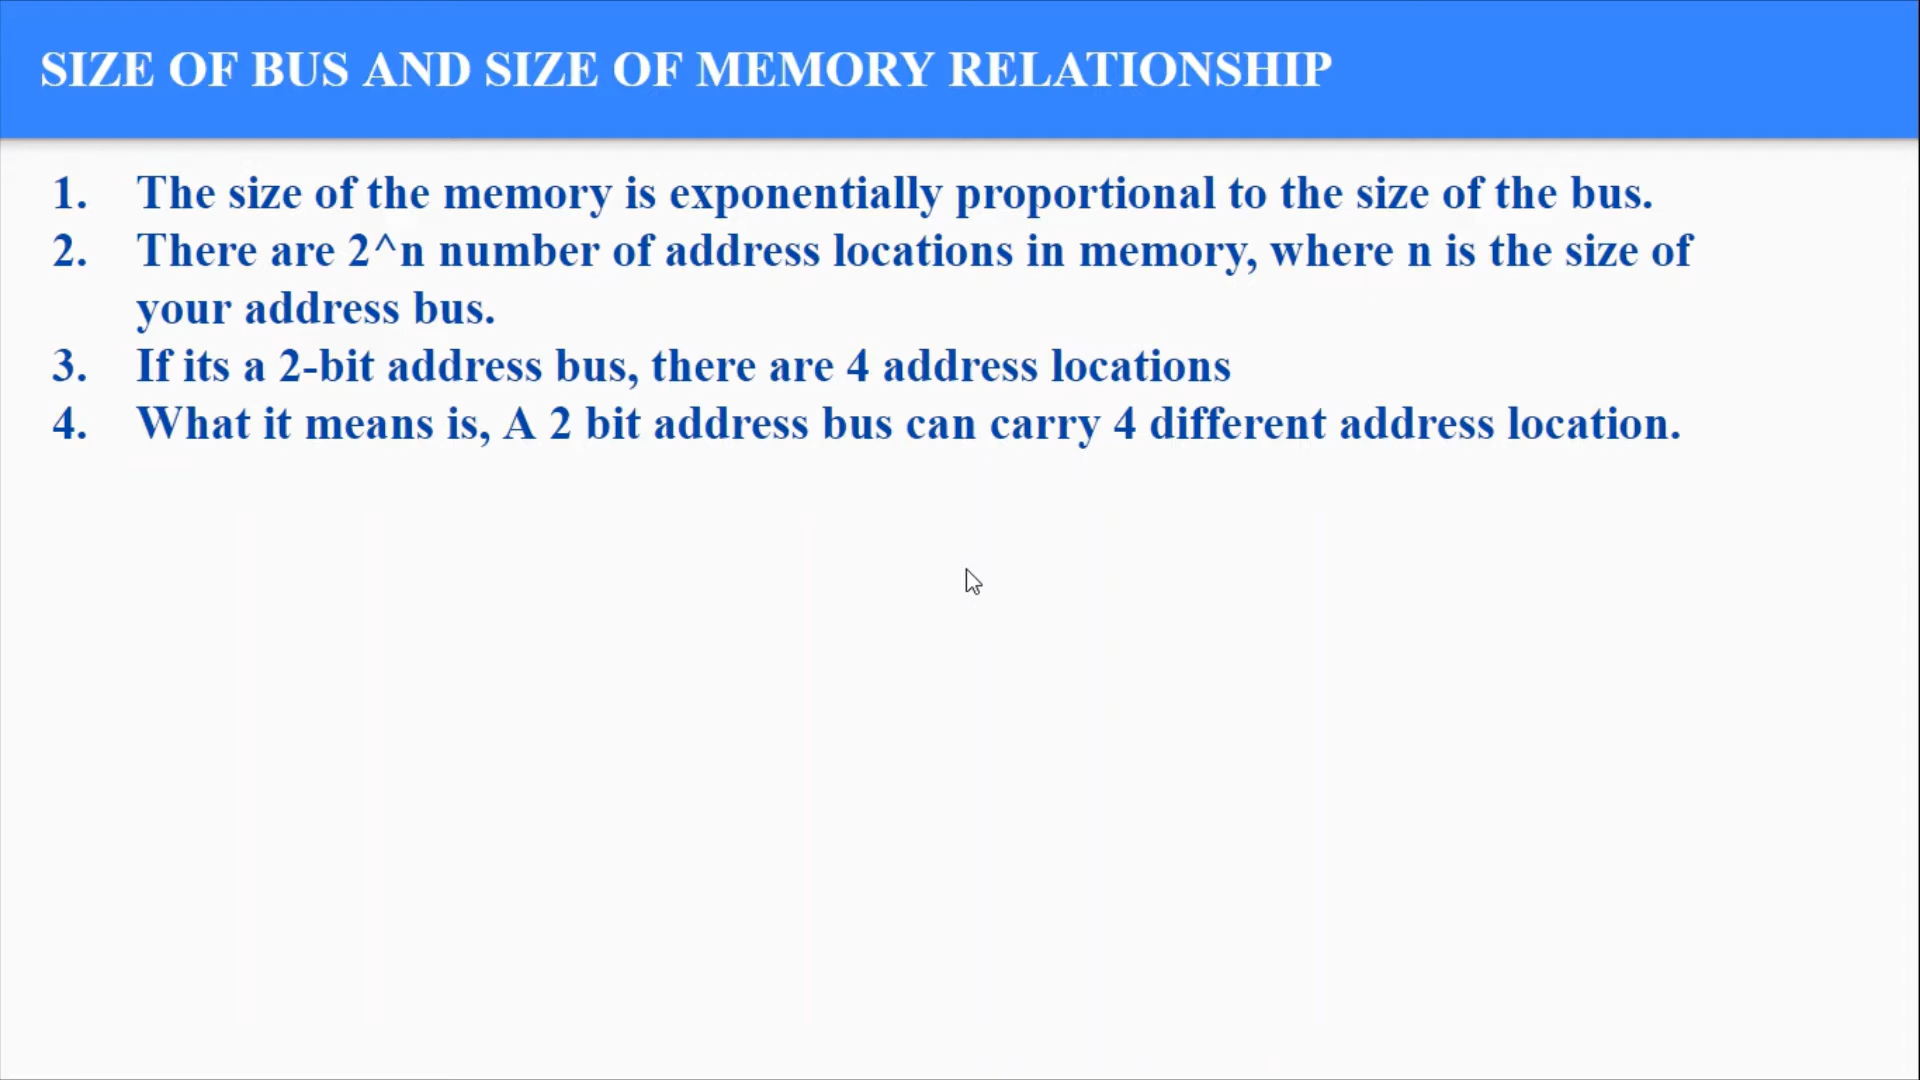 SIZE OF BUS AND SIZE OF MEMORY RELATIONSHIP
1. The size of the memory is exponentially proportional to the size of the bus.
2. There are 2^n number of address locations in memory, where n is the size of
your address bus.
3. If its a 2-bit address bus, there are 4 address locations
4. What it means is, A 2 bit address bus can carry 4 different address location.